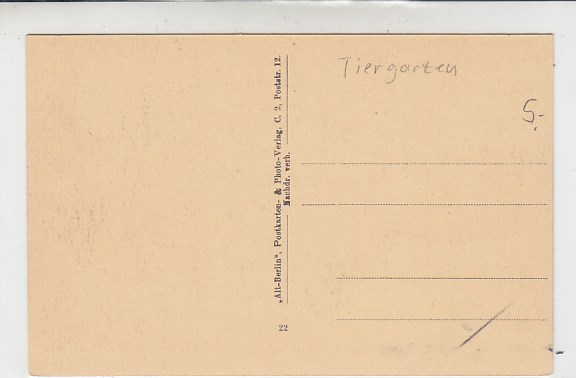 Tiergarten
5.-
„Alt-Berlin", Postkarten- & Photo-Verlag, C. 2, Poststr. 12.
Nachdr. verb.
22